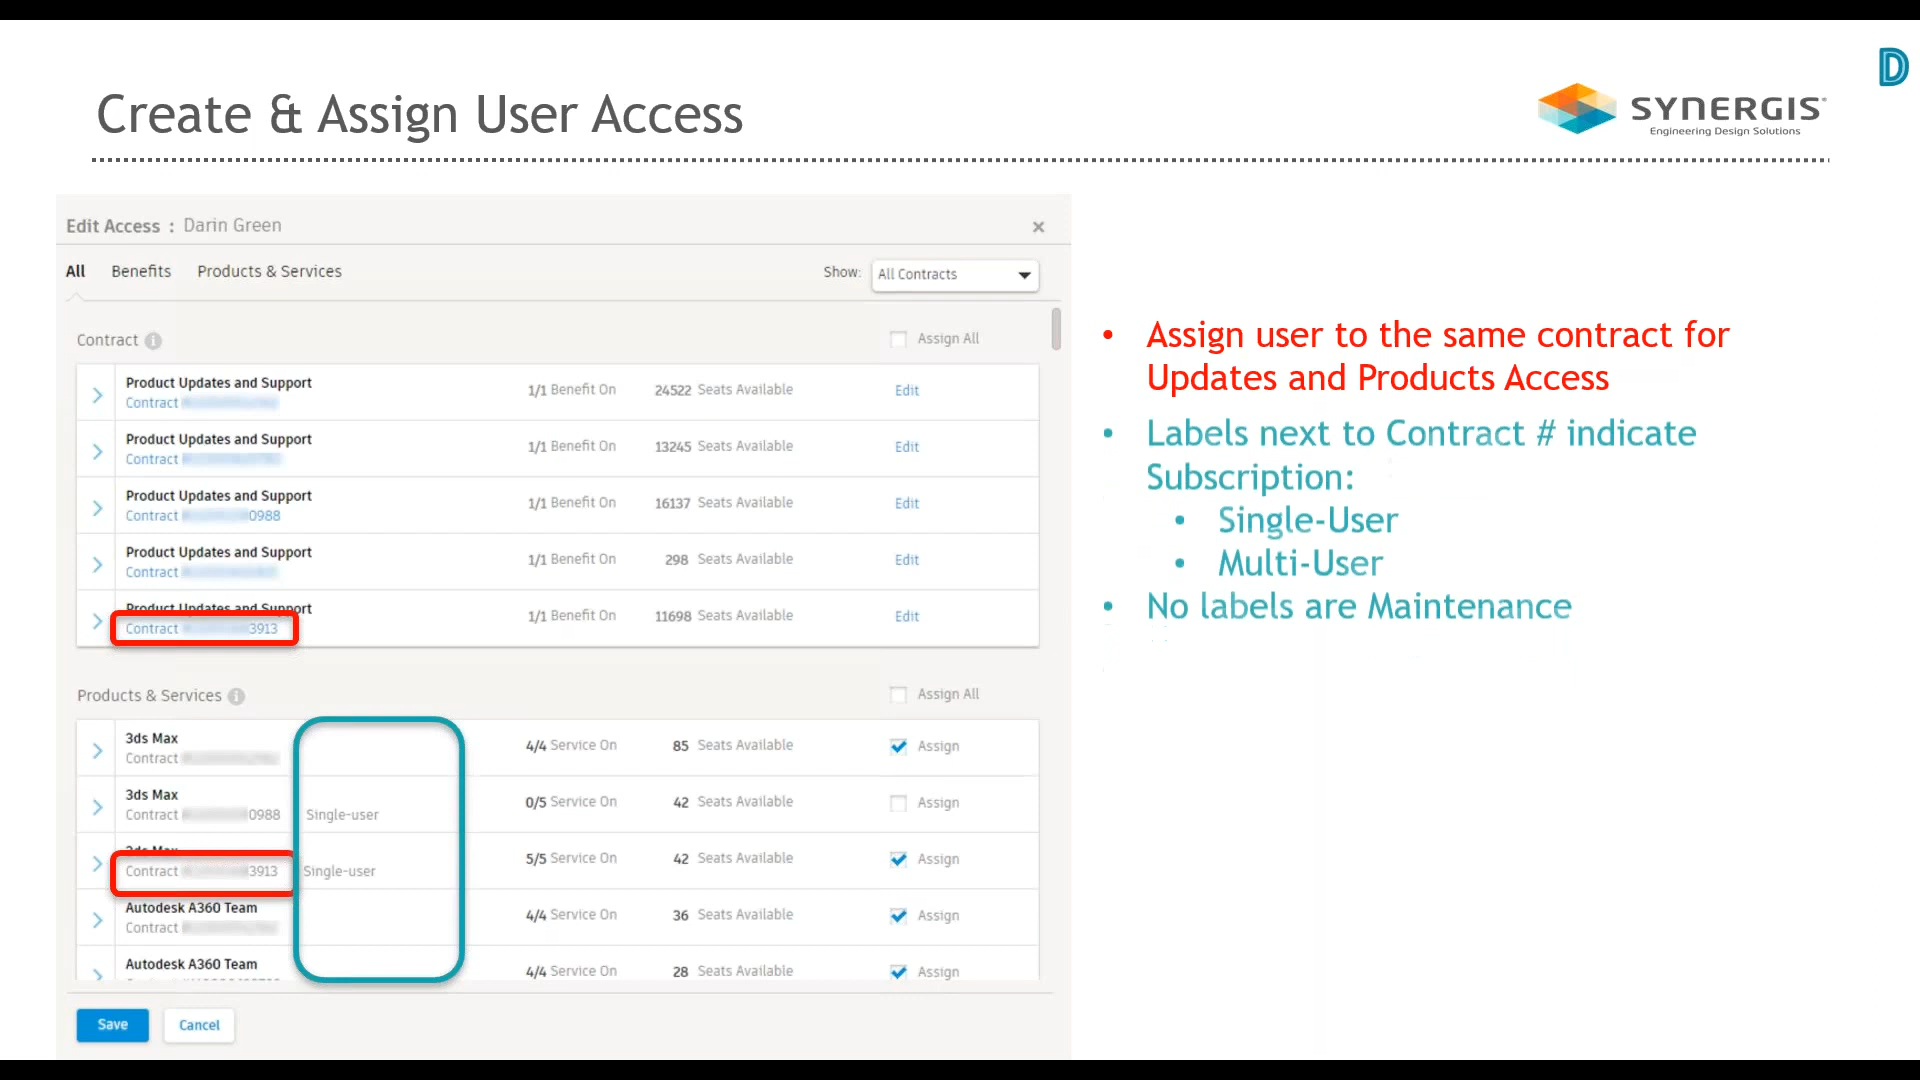 D
Create & Assign User Access
SYNERGIS®
Engineering Design Solutions
Edit Access : Darin Green
All Benefits Products & Services
Show: All Contracts
Contract
Assign All
Product Updates and Support
Contract
1/1 Benefit On 24522 Seats Available Edit
Product Updates and Support
Contract
1/1 Benefit On 13245 Seats Available Edit
Product Updates and Support
Contract 0988
1/1 Benefit On 16137 Seats Available Edit
Product Updates and Support
Contract
1/1 Benefit On 298 Seats Available Edit
Product Updates and Support
Contract 3913
1/1 Benefit On 11698 Seats Available Edit
Products & Services
Assign All
3ds Max
Contract
4/4 Service On 85 Seats Available Assign
3ds Max
Contract 0988 Single-user
0/5 Service On 42 Seats Available Assign
3ds Max
Contract 3913 Single-user
5/5 Service On 42 Seats Available Assign
Autodesk A360 Team
Contract
4/4 Service On 36 Seats Available Assign
Autodesk A360 Team
4/4 Service On 28 Seats Available Assign
Save Cancel
• Assign user to the same contract for
Updates and Products Access
• Labels next to Contract # indicate
Subscription:
• Single-User
• Multi-User
• No labels are Maintenance